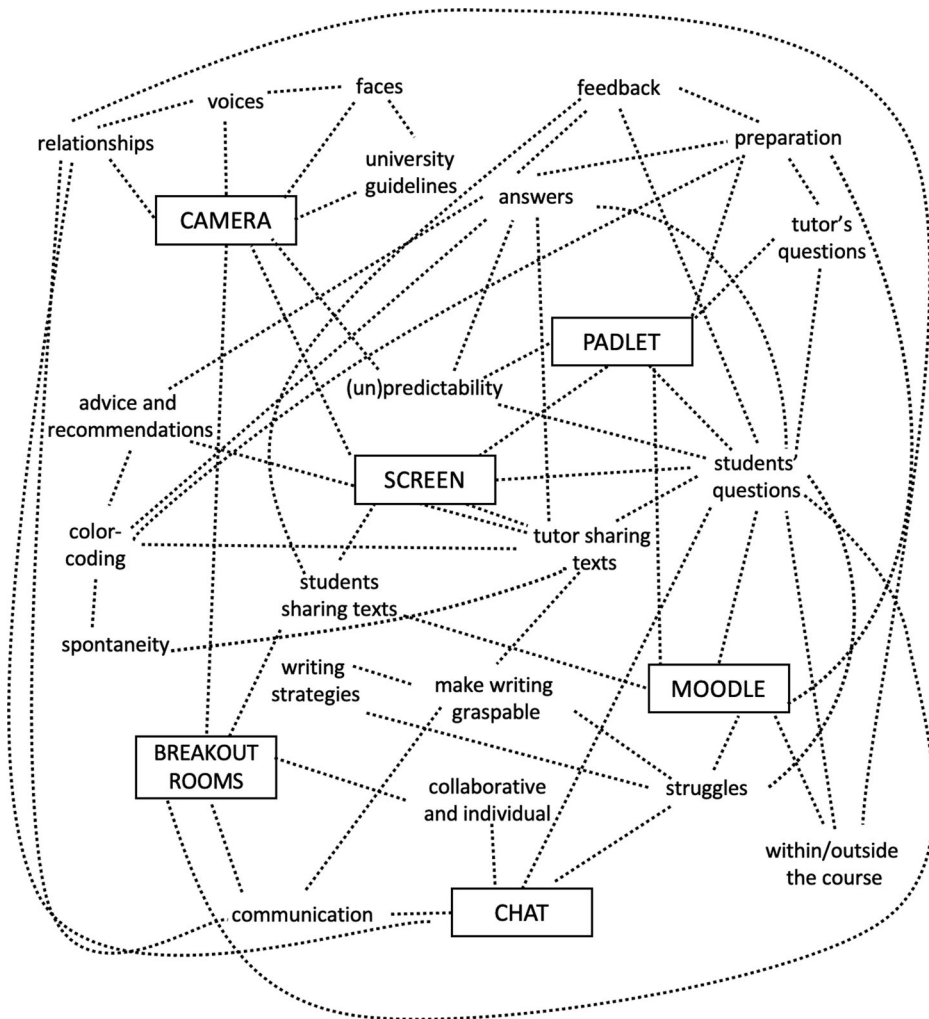 faces
feedback
voices
relationships
preparation
university
guidelines
answers
CAMERA
tutor's
questions
PADLET
(un)predictability
advice and
recommendations
students'
questions
SCREEN
color-
coding
tutor sharing
texts
students
sharing texts
spontaneity
writing
strategies
make writing
graspable
MOODLE
BREAKOUT
ROOMS
collaborative
and individual
struggles
within/outside
the course
communication
CHAT